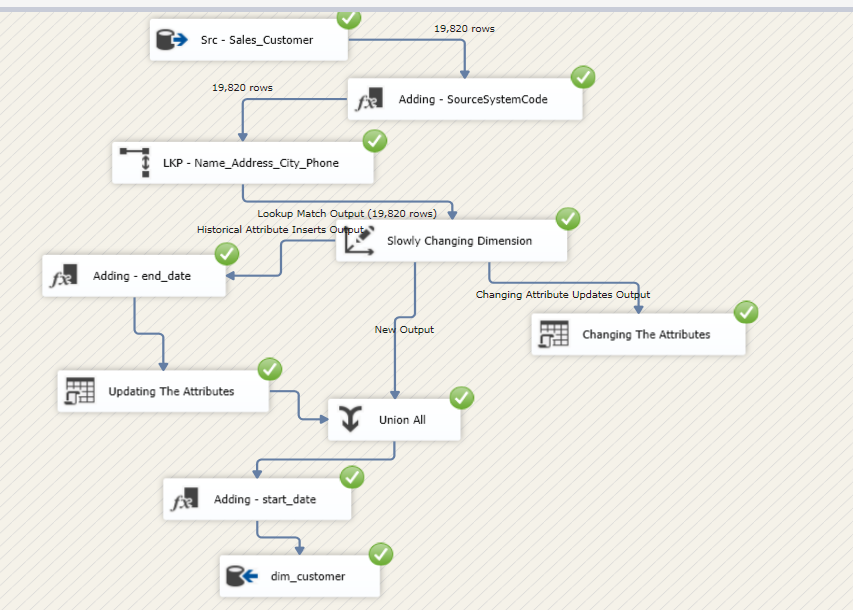 Src - Sales_Customer
19,820 rows
19,820 rows
Adding - SourceSystemCode
LKP - Name_Address_City_Phone
Lookup Match Output (19,820 rows)
Historical Attribute Inserts Output
Slowly Changing Dimension
Adding - end_date
Changing Attribute Updates Output
New Output
Changing The Attributes
Updating The Attributes
Union All
Adding - start_date
dim_customer